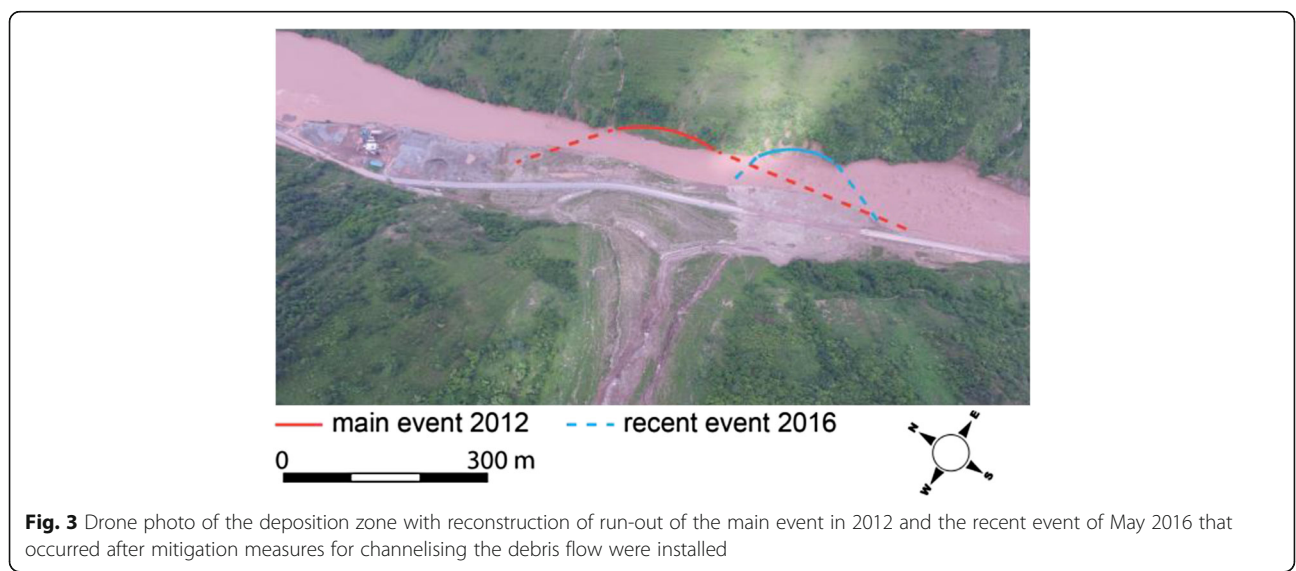 main event 2012 recent event 2016
0 300 m
N E
W S
Fig. 3 Drone photo of the deposition zone with reconstruction of run-out of the main event in 2012 and the recent event of May 2016 that
occurred after mitigation measures for channelising the debris flow were installed